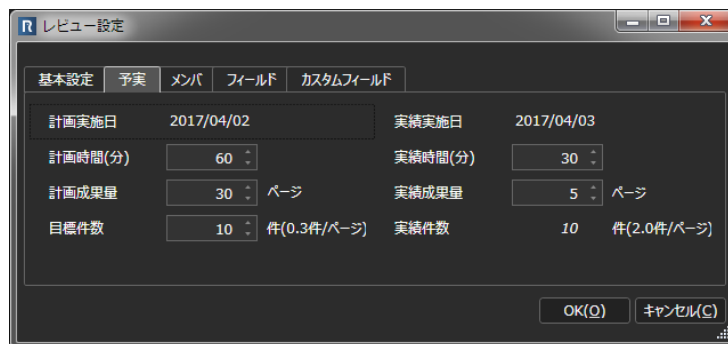 R レビュー設定
基本設定 予実 メンバ フィールド カスタムフィールド
計画実施日 2017/04/02 実績実施日 2017/04/03
計画時間(分) 60 実績時間(分) 30
計画成果量 30 ページ 実績成果量 5 ページ
目標件数 10 件(0.3件/ページ) 実績件数 10 件(2.0件/ページ)
OK(O) キャンセル(C)